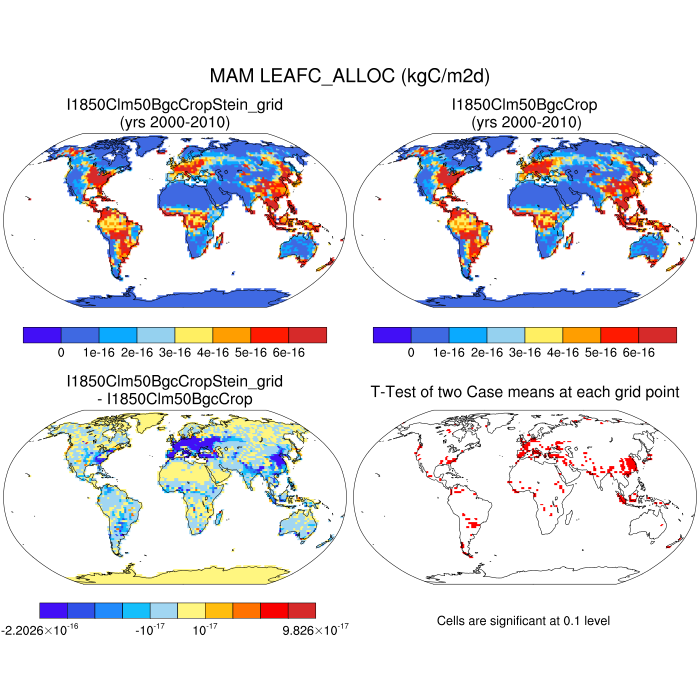 MAM LEAFC_ALLOC (kgC/m2d)
I1850Clm50BgcCropStein_grid
(yrs 2000-2010)
I1850Clm50BgcCrop
(yrs 2000-2010)
0 1e-16 2e-16 3e-16 4e-16 5e-16 6e-16
0 1e-16 2e-16 3e-16 4e-16 5e-16 6e-16
I1850Clm50BgcCropStein_grid
- I1850Clm50BgcCrop
T-Test of two Case means at each grid point
-2.2026×10⁻¹⁶ -10⁻¹⁷ 10⁻¹⁷ 9.826×10⁻¹⁷
Cells are significant at 0.1 level